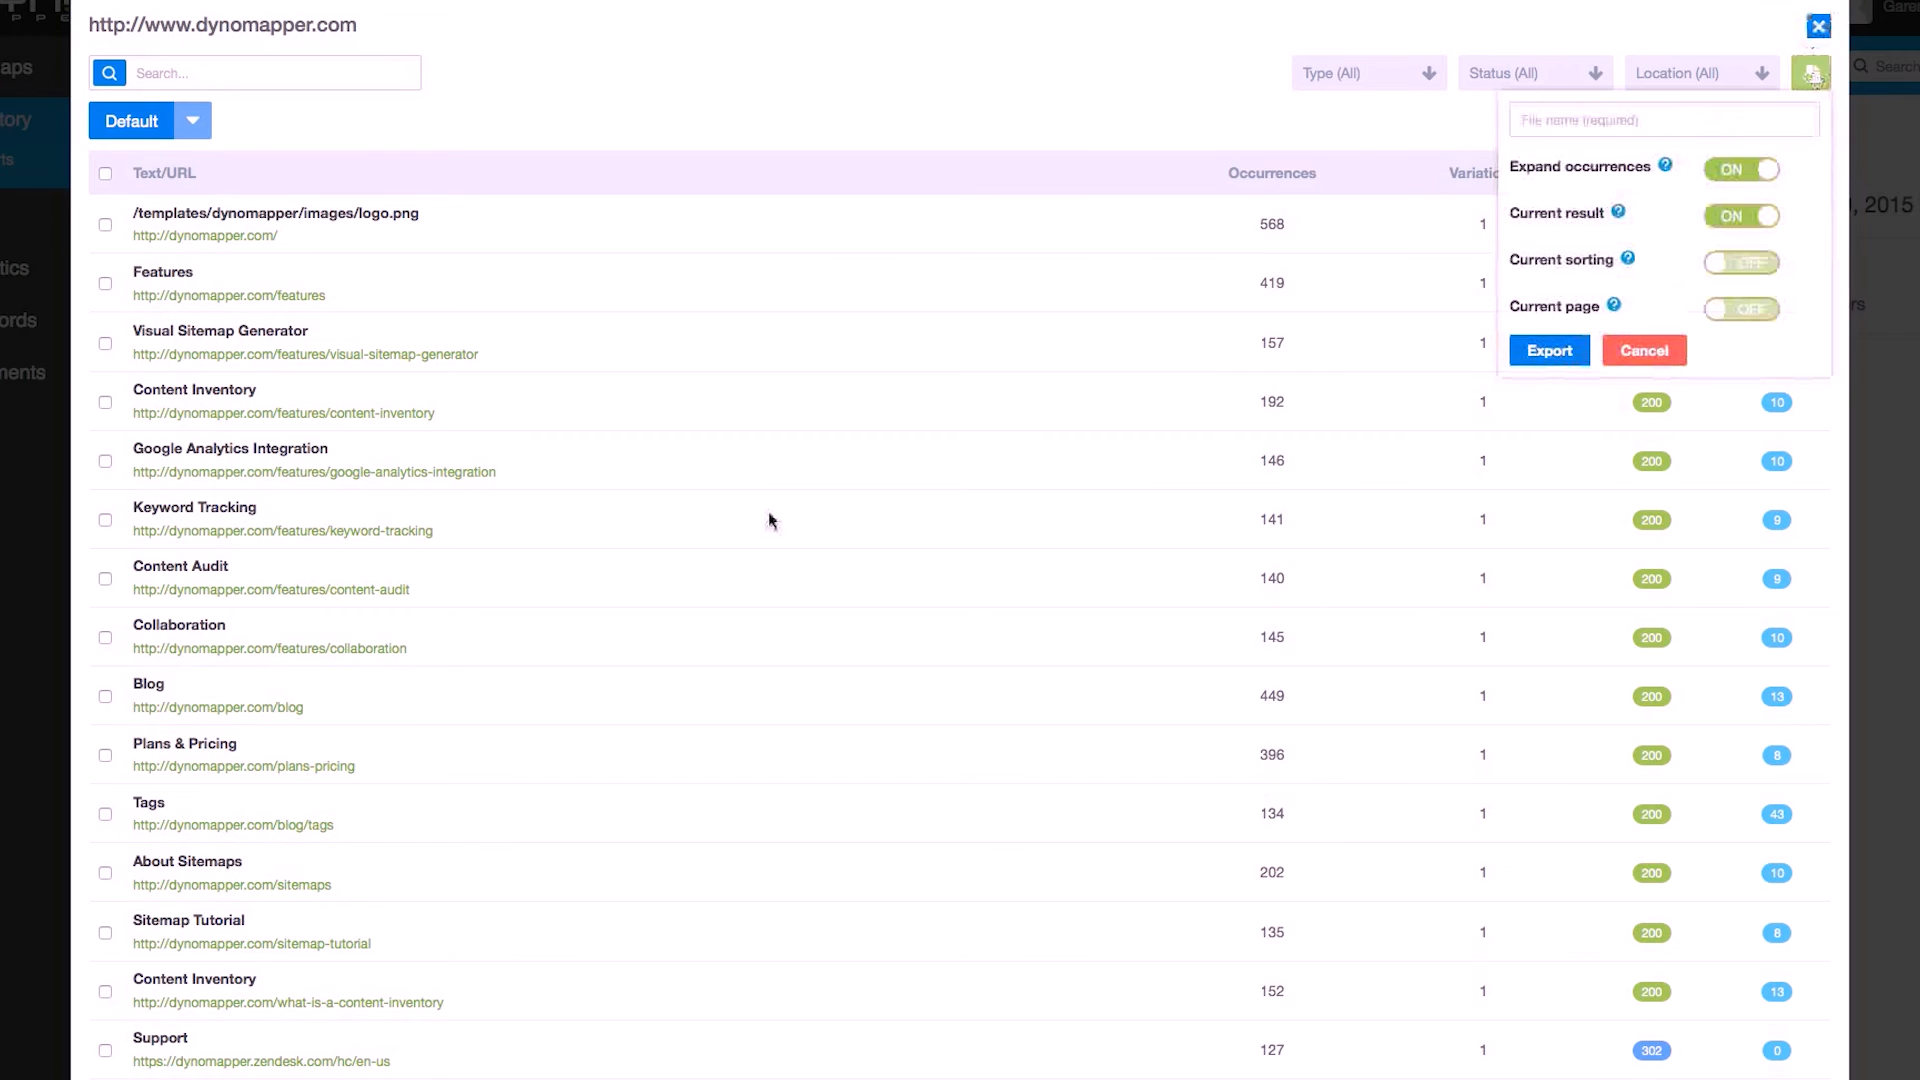 http://www.dynomapper.com
Garen
aps
Search...
Type (All)
Status (All)
Location (All)
Search
tory
Default
File name (required)
ts
Text/URL
Occurrences
Variatio
Expand occurrences
ON
/templates/dynomapper/images/logo.png
http://dynomapper.com/
568
1
Current result
ON
, 2015
Features
http://dynomapper.com/features
419
1
Current sorting
OFF
tics
Current page
OFF
ords
Visual Sitemap Generator
http://dynomapper.com/features/visual-sitemap-generator
157
1
Export
Cancel
ments
Content Inventory
http://dynomapper.com/features/content-inventory
192
1
200
10
Google Analytics Integration
http://dynomapper.com/features/google-analytics-integration
146
1
200
10
Keyword Tracking
http://dynomapper.com/features/keyword-tracking
141
1
200
9
Content Audit
http://dynomapper.com/features/content-audit
140
1
200
9
Collaboration
http://dynomapper.com/features/collaboration
145
1
200
10
Blog
http://dynomapper.com/blog
449
1
200
13
Plans & Pricing
http://dynomapper.com/plans-pricing
396
1
200
8
Tags
http://dynomapper.com/blog/tags
134
1
200
43
About Sitemaps
http://dynomapper.com/sitemaps
202
1
200
10
Sitemap Tutorial
http://dynomapper.com/sitemap-tutorial
135
1
200
8
Content Inventory
http://dynomapper.com/what-is-a-content-inventory
152
1
200
13
Support
https://dynomapper.zendesk.com/hc/en-us
127
1
302
0